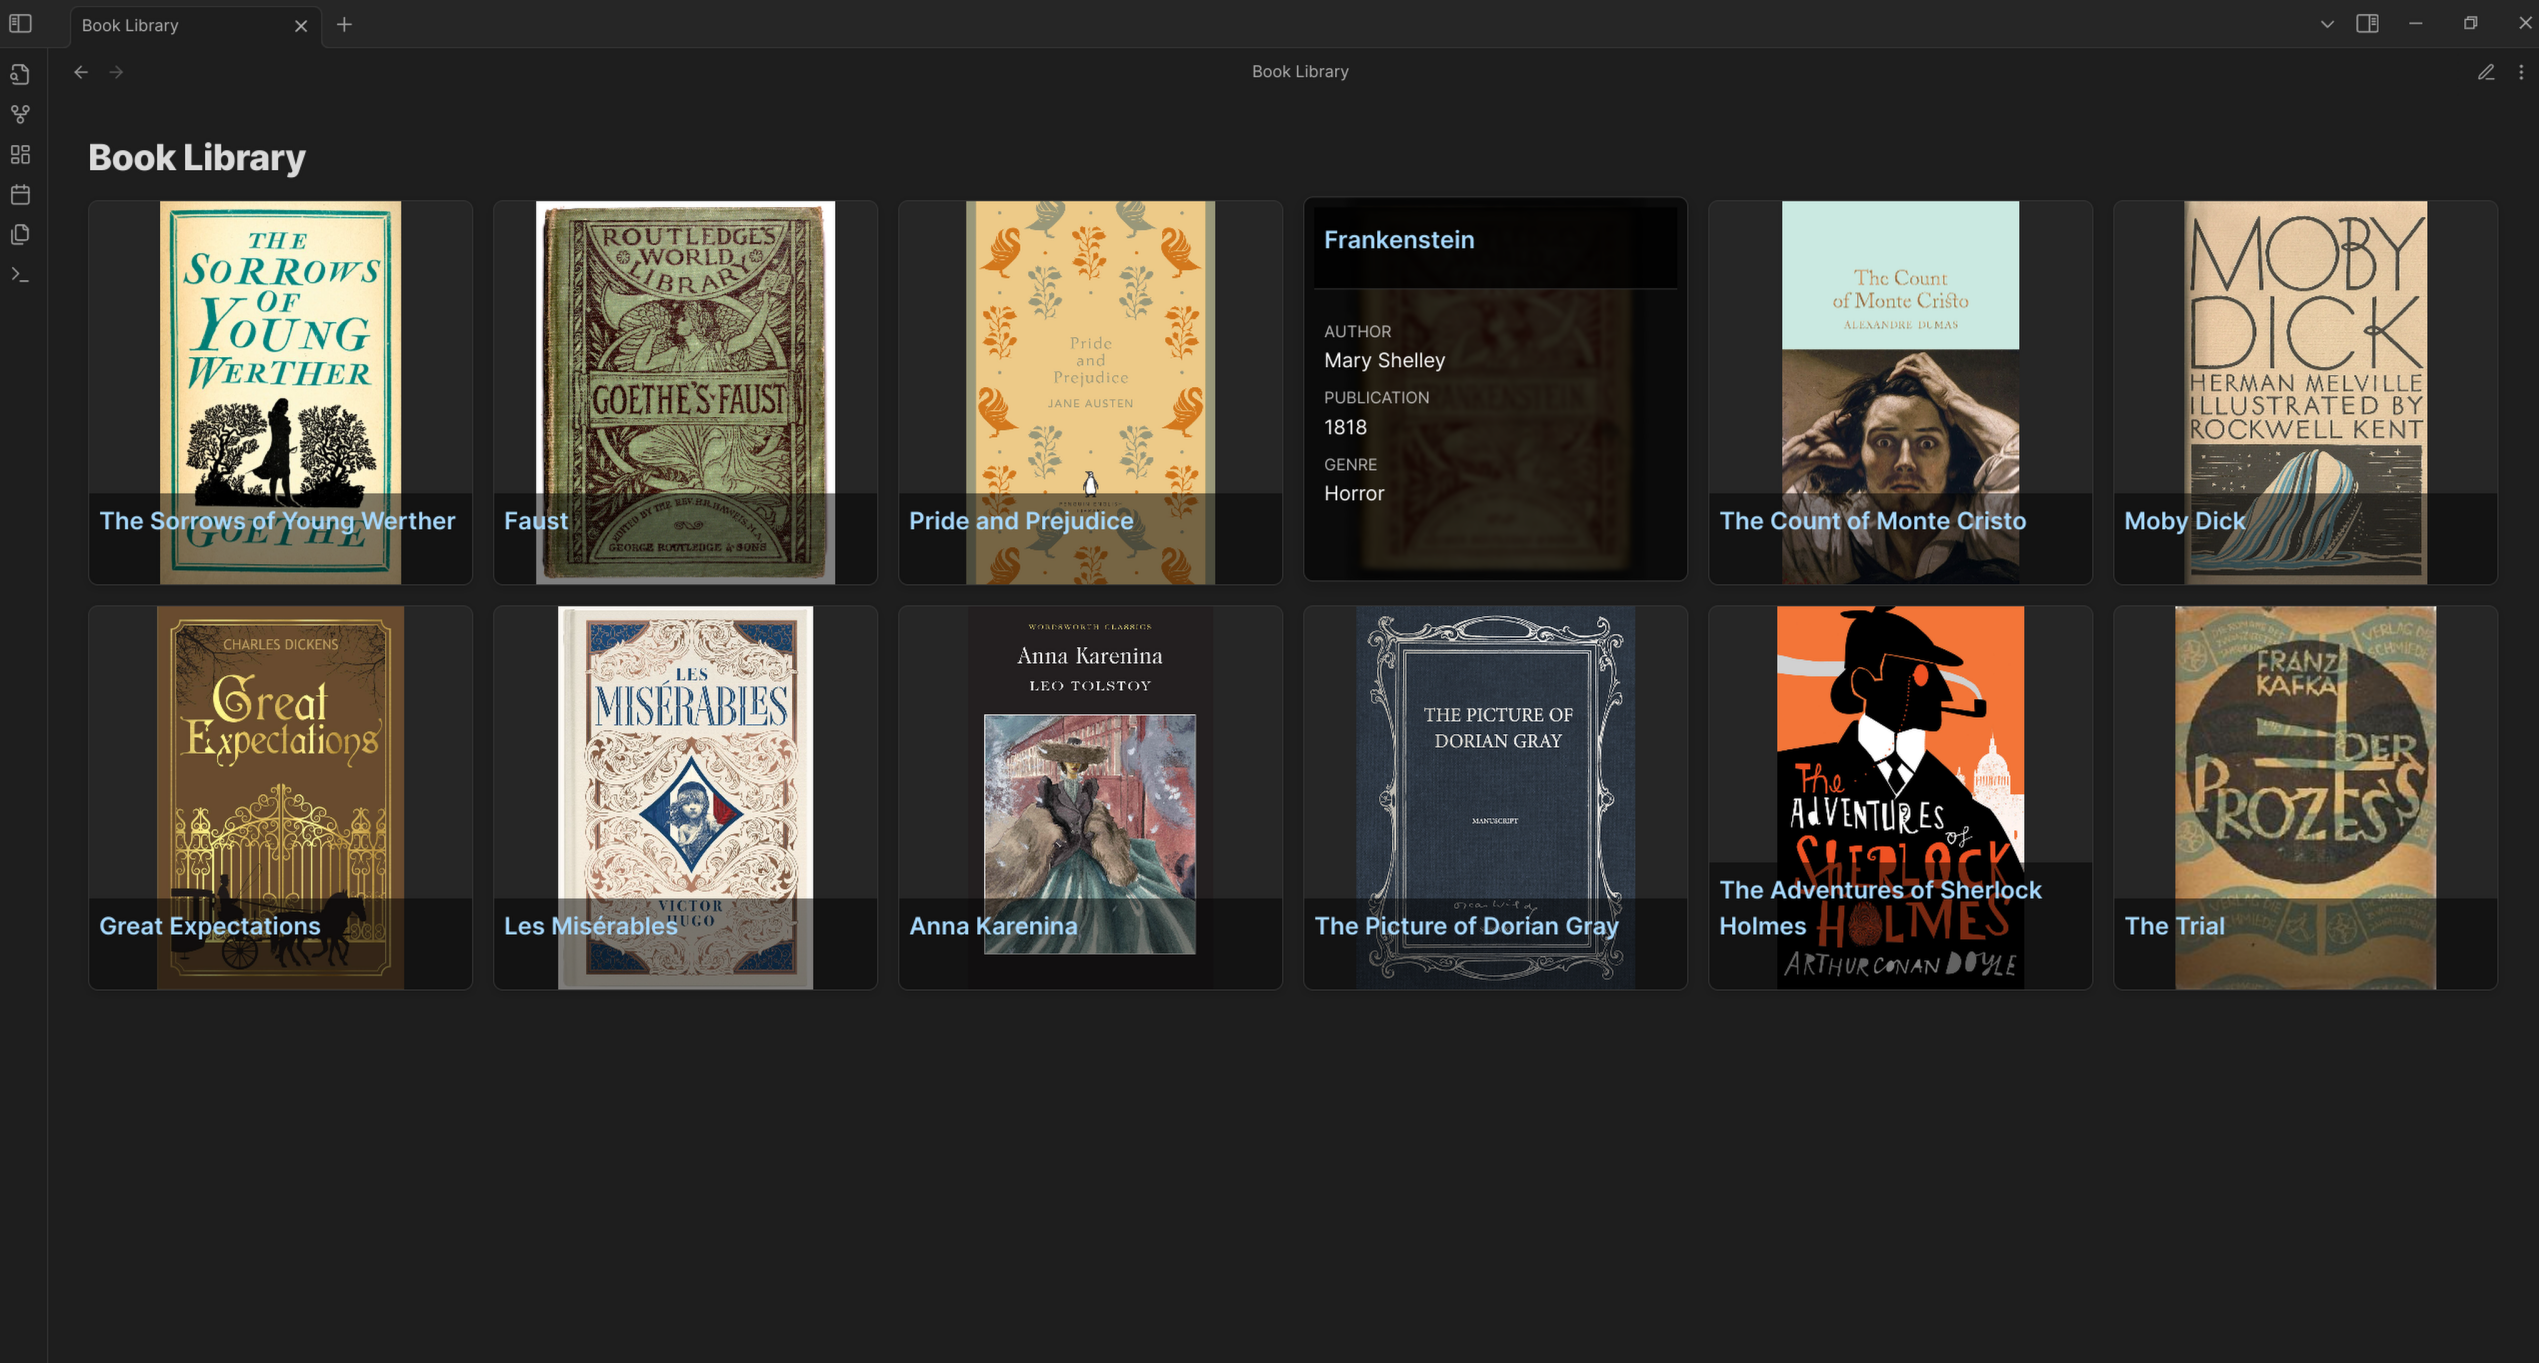 Book Library
Book Library
Book Library
THE
SORROWS
OF
YOUNG
WERTHER
GOETHE
The Sorrows of Young Werther
ROUTLEDGE'S
WORLD
LIBRARY
GOETHE'S FAUST
EDITED BY THE REV. H.R. HAWEIS, M.A.
GEORGE ROUTLEDGE & SONS
Faust
Pride
and
Prejudice
JANE AUSTEN
Pride and Prejudice
Frankenstein
AUTHOR
Mary Shelley
PUBLICATION
1818
GENRE
Horror
The Count
of Monte Cristo
ALEXANDRE DUMAS
The Count of Monte Cristo
MOBY
DICK
HERMAN MELVILLE
ILLUSTRATED BY
ROCKWELL KENT
Moby Dick
CHARLES DICKENS
Great
Expectations
Great Expectations
LES
MISÉRABLES
VICTOR
HUGO
Les Misérables
WORDSWORTH CLASSICS
Anna Karenina
LEO TOLSTOY
Anna Karenina
THE PICTURE OF
DORIAN GRAY
MANUSCRIPT
Oscar Wilde
The Picture of Dorian Gray
The
ADVENTURES
of
SHERLOCK
HOLMES
ARTHUR CONAN DOYLE
The Adventures of Sherlock
Holmes
FRANZ
KAFKA
DER
PROZESS
The Trial